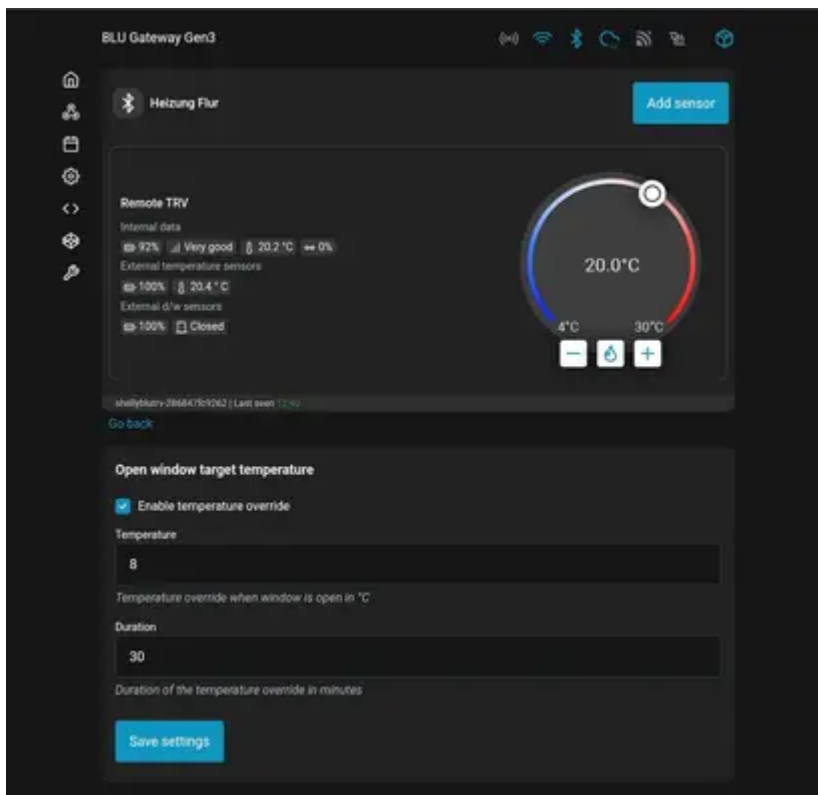 BLU Gateway Gen3
Heizung Flur
Add sensor
Remote TRV
Internal data
92% Very good 20.2 °C 0%
External temperature sensors
100% 20.4 °C
External d/w sensors
100% Closed
20.0°C
4°C 30°C
Last seen
Go back
Open window target temperature
Enable temperature override
Temperature
8
Temperature override when window is open in °C
Duration
30
Duration of the temperature override in minutes
Save settings